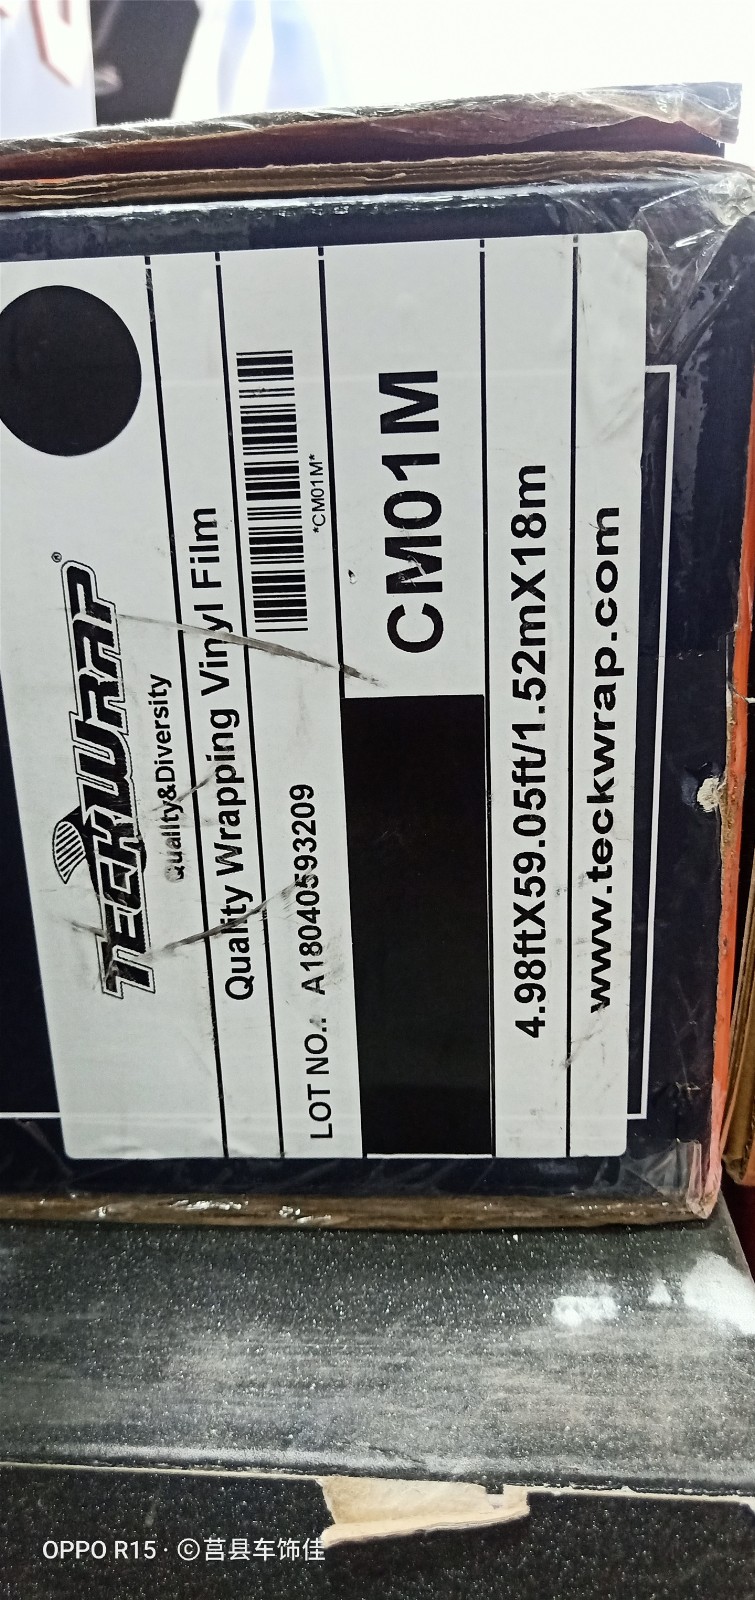 TECKWRAP®
Quality&Diversity
Quality Wrapping Vinyl Film
*CM01M*
LOT NO.: A18040593209
CM01M
4.98ftX59.05ft/1.52mX18m
www.teckwrap.com
OPPO R15 · ©莒县车饰佳